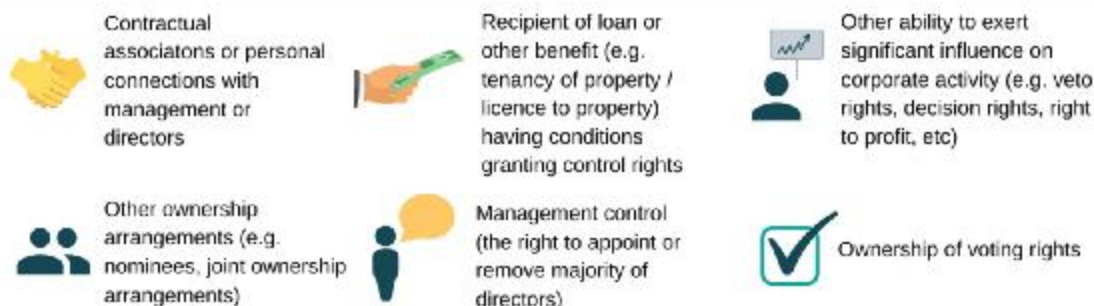 Contractual
associatons or personal
connections with
management or
directors
Recipient of loan or
other benefit (e.g.
tenancy of property /
licence to property)
having conditions
granting control rights
Other ability to exert
significant influence on
corporate activity (e.g. veto
rights, decision rights, right
to profit, etc)
Other ownership
arrangements (e.g.
nominees, joint ownership
arrangements)
Management control
(the right to appoint or
remove majority of
directors)
Ownership of voting rights